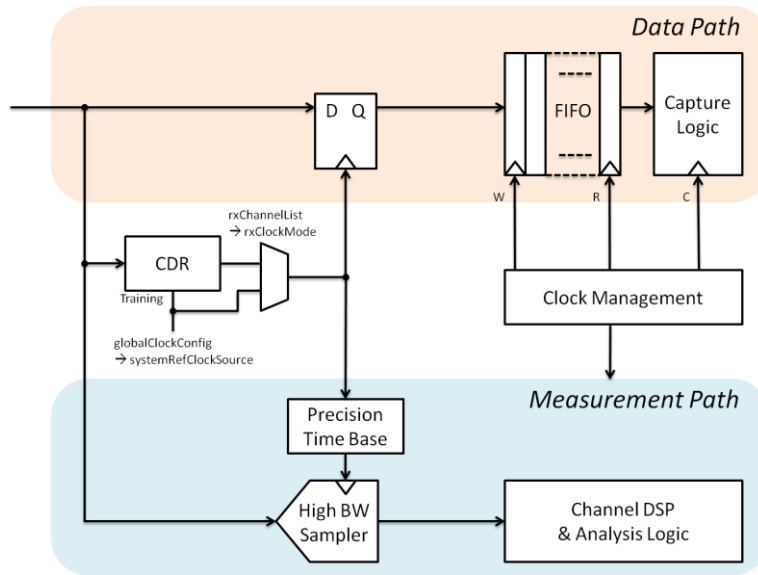 Data Path
D Q
FIFO
Capture
Logic
W
R
C
rxChannelList
→ rxClockMode
CDR
Training
Clock Management
globalClockConfig
→ systemRefClockSource
Measurement Path
Precision
Time Base
High BW
Sampler
Channel DSP
& Analysis Logic